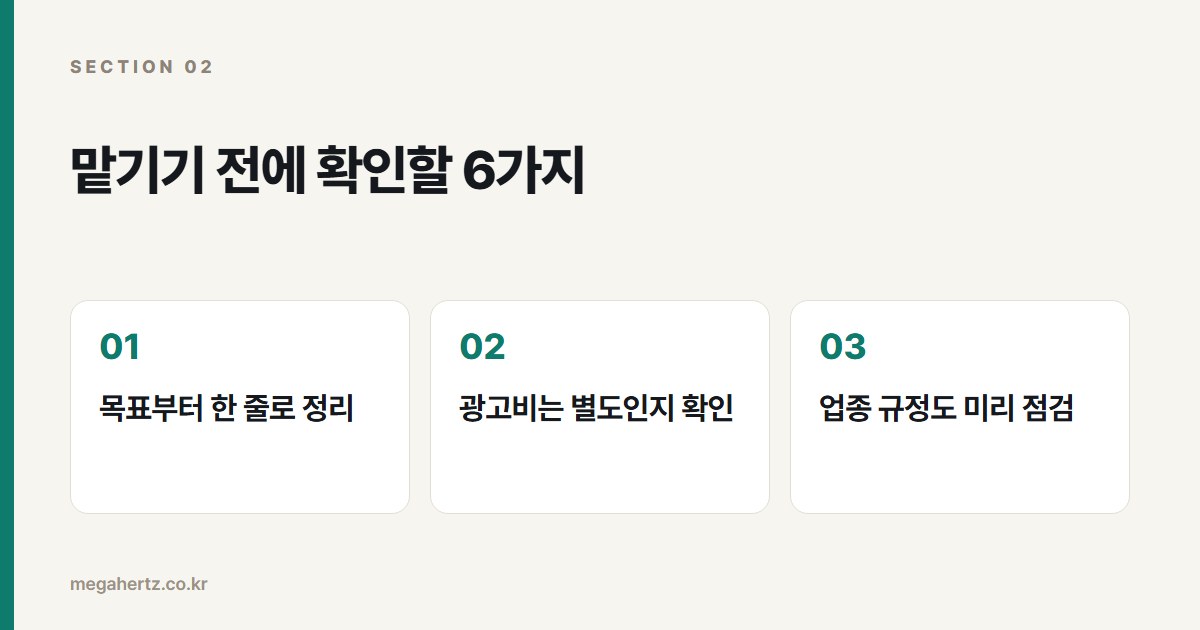 SECTION 02
맡기기 전에 확인할 6가지
01
목표부터 한 줄로 정리
02
광고비는 별도인지 확인
03
업종 규정도 미리 점검
megahertz.co.kr